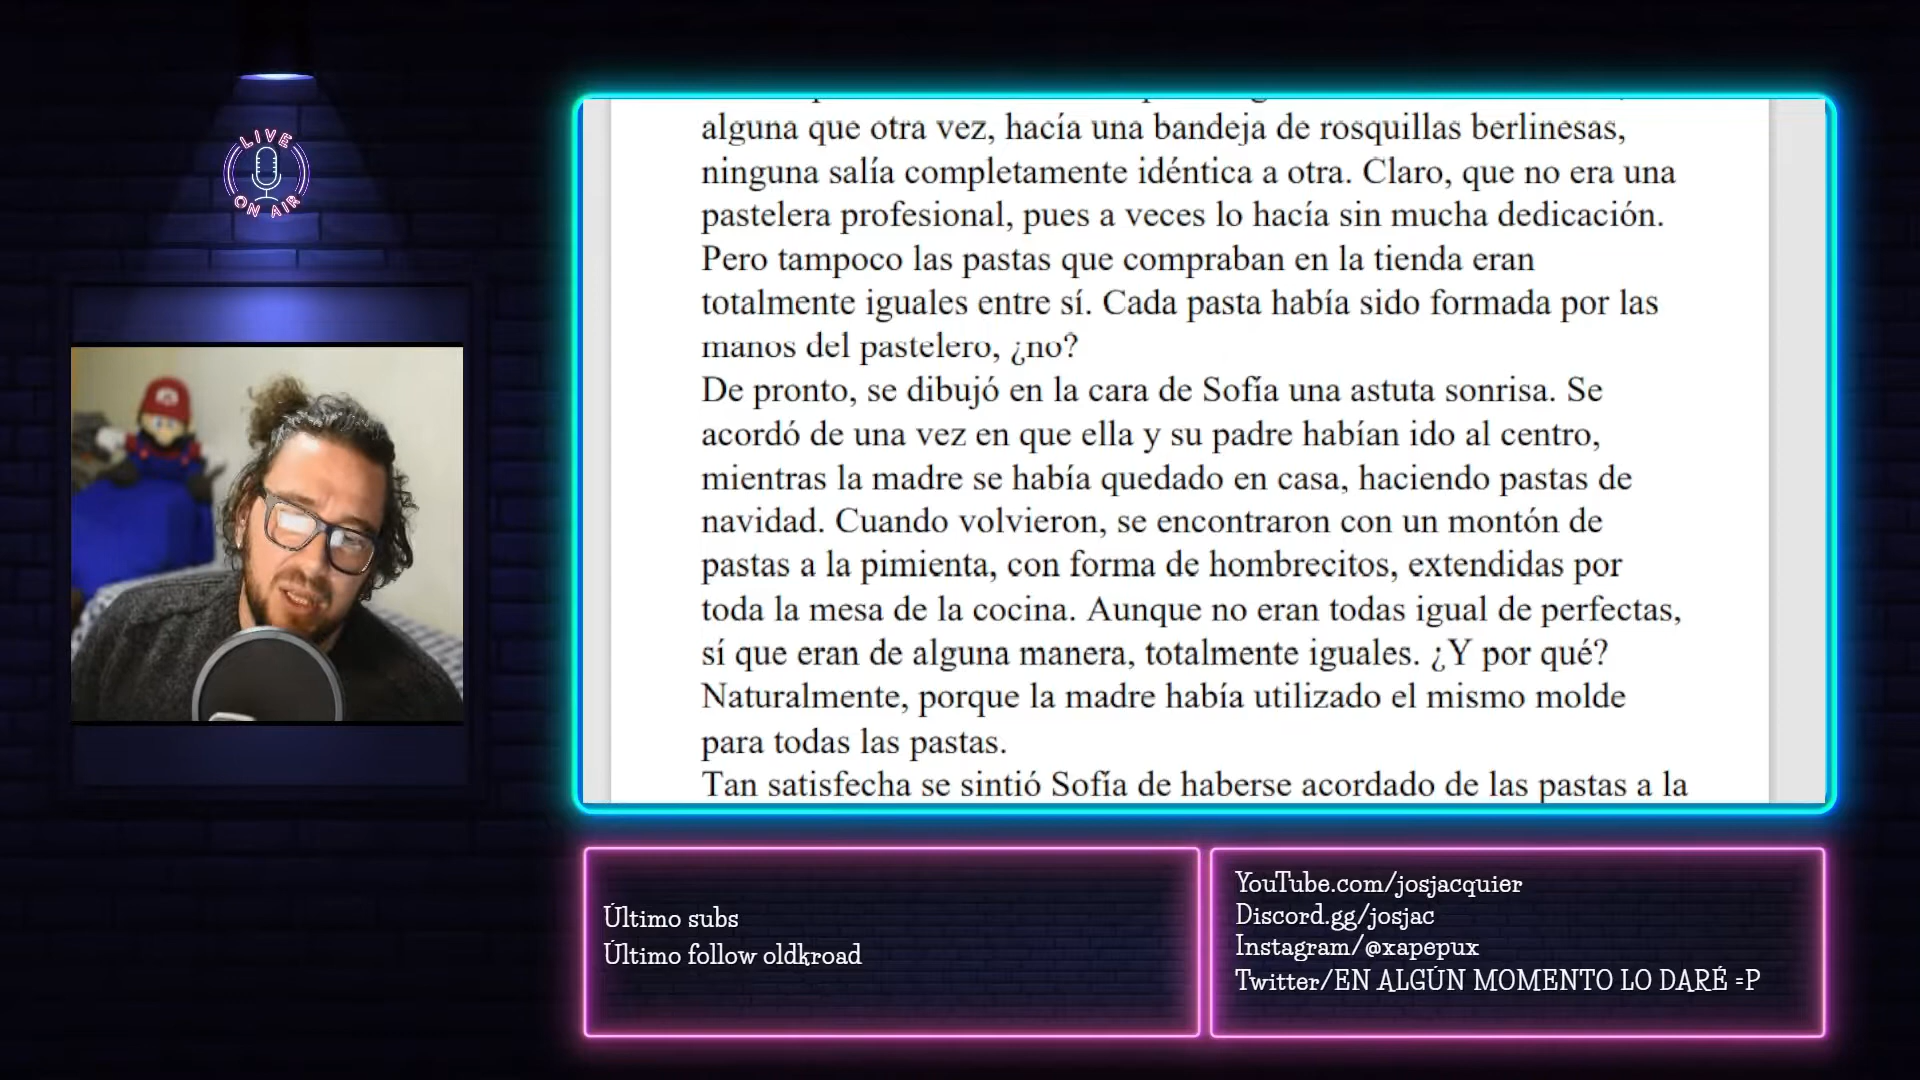 LIVE
ON AIR
alguna que otra vez, hacía una bandeja de rosquillas berlinesas,
ninguna salía completamente idéntica a otra. Claro, que no era una
pastelera profesional, pues a veces lo hacía sin mucha dedicación.
Pero tampoco las pastas que compraban en la tienda eran
totalmente iguales entre sí. Cada pasta había sido formada por las
manos del pastelero, ¿no?
De pronto, se dibujó en la cara de Sofía una astuta sonrisa. Se
acordó de una vez en que ella y su padre habían ido al centro,
mientras la madre se había quedado en casa, haciendo pastas de
navidad. Cuando volvieron, se encontraron con un montón de
pastas a la pimienta, con forma de hombrecitos, extendidas por
toda la mesa de la cocina. Aunque no eran todas igual de perfectas,
sí que eran de alguna manera, totalmente iguales. ¿Y por qué?
Naturalmente, porque la madre había utilizado el mismo molde
para todas las pastas.
Tan satisfecha se sintió Sofía de haberse acordado de las pastas a la
Último subs
Último follow oldkroad
YouTube.com/josjacquier
Discord.gg/josjac
Instagram/@xapepux
Twitter/EN ALGÚN MOMENTO LO DARÉ =P